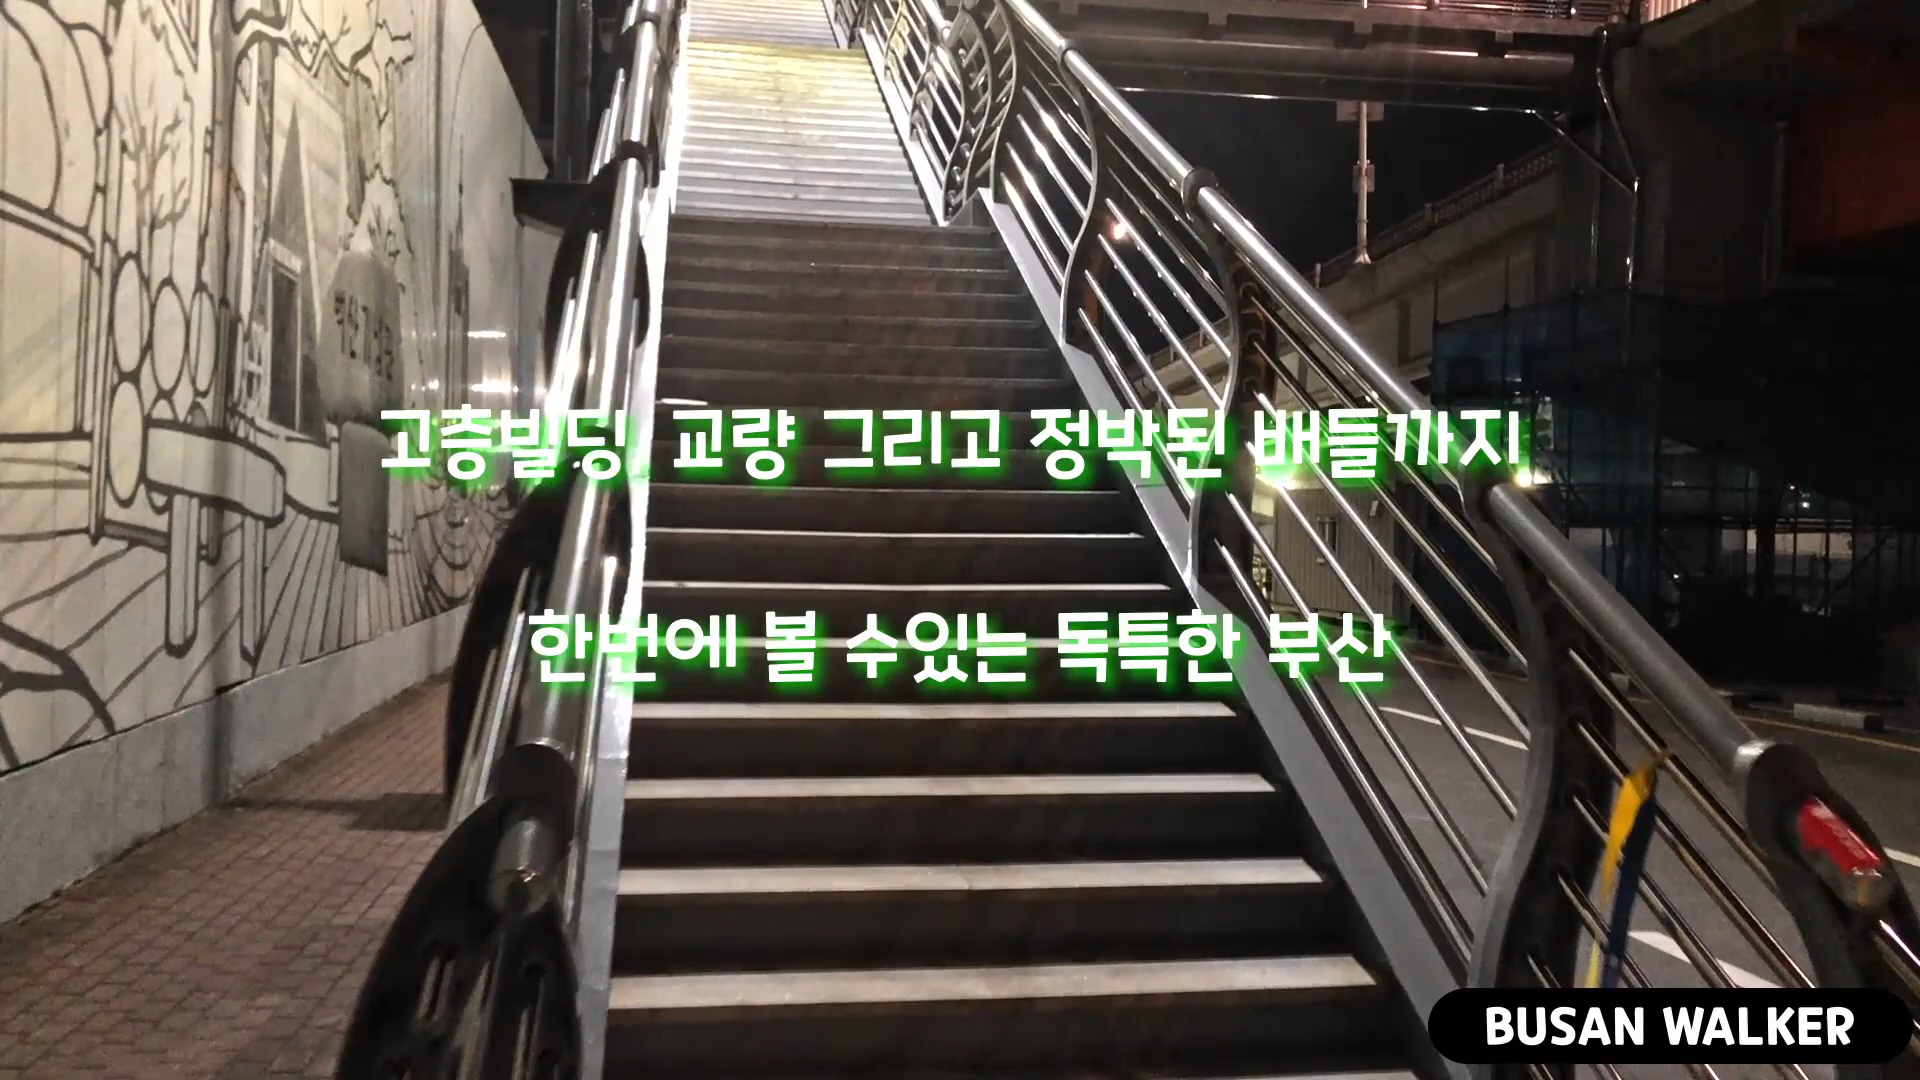 고층빌딩, 교량 그리고 정박된 배들까지
한번에 볼 수있는 독특한 부산
BUSAN WALKER